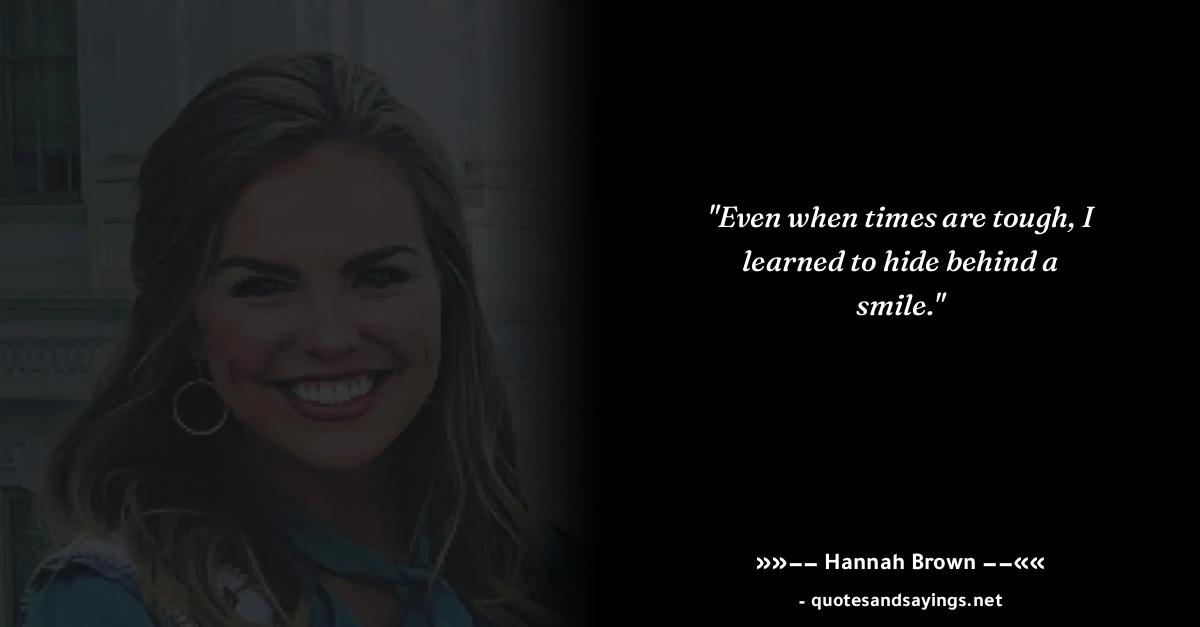 "Even when times are tough, I
learned to hide behind a
smile."
»»–– Hannah Brown ––««
- quotesandsayings.net